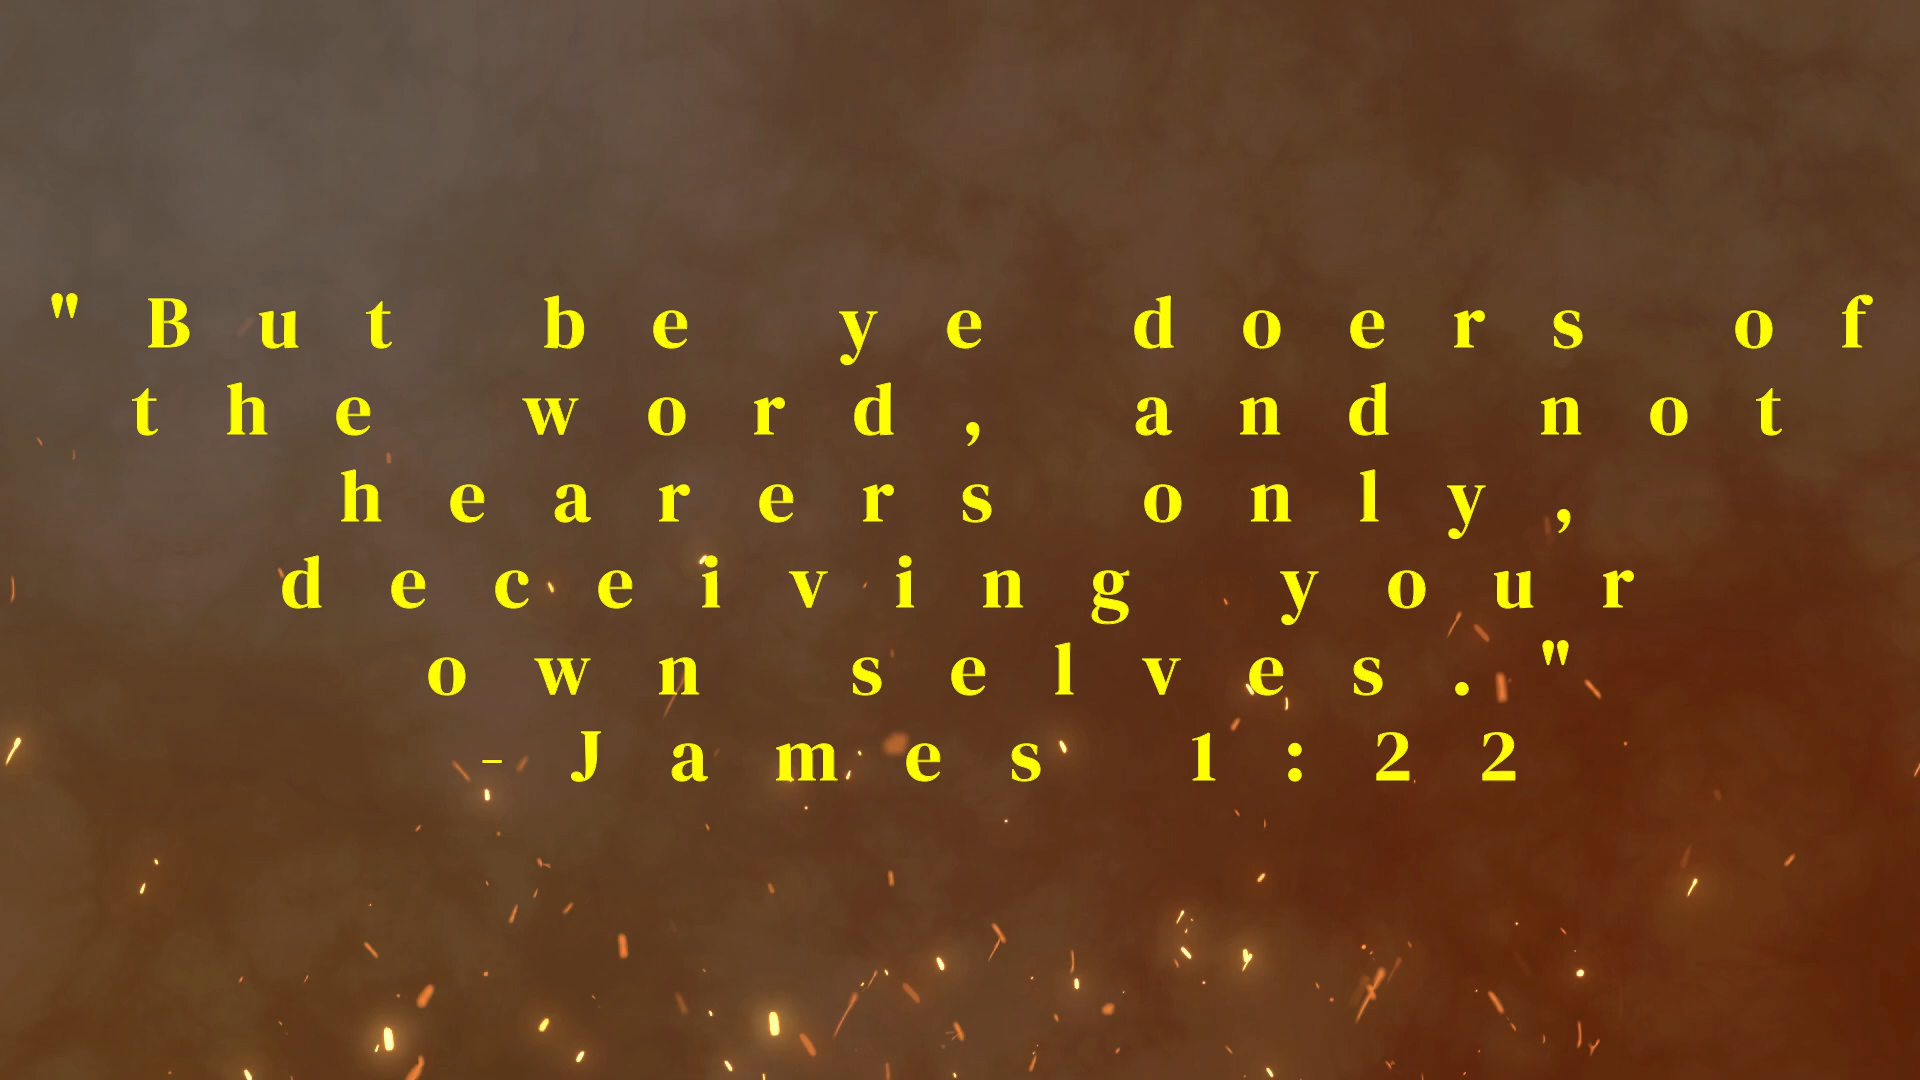 "But be ye doers of
the word, and not
hearers only,
deceiving your
own selves."
- James 1:22